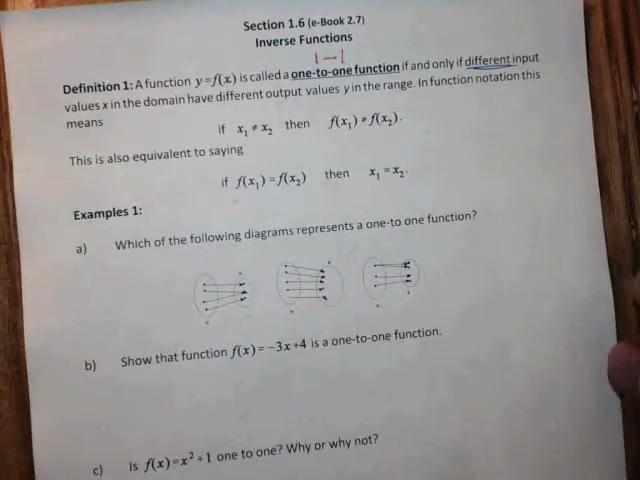 Section 1.6 (e-Book 2.7)
Inverse Functions
1-1
Definition 1: A function y=f(x) is called a one-to-one function if and only if different input
values x in the domain have different output values y in the range. In function notation this
means
if x₁ ≠ x₂ then f(x₁) ≠ f(x₂).
This is also equivalent to saying
if f(x₁) = f(x₂) then x₁ = x₂.
Examples 1:
a) Which of the following diagrams represents a one-to one function?
b) Show that function f(x) = -3x+4 is a one-to-one function.
c) Is f(x)=x²+1 one to one? Why or why not?